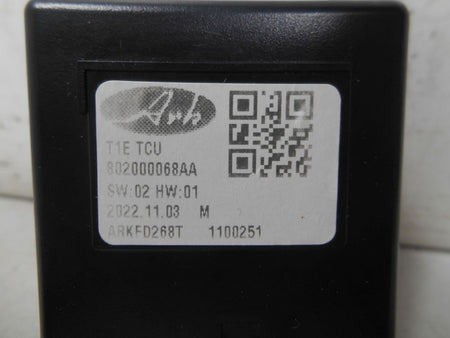 Ark
T1E TCU
802000068AA
SW:02 HW:01
2022.11.03 M
ARKFD268T 1100251